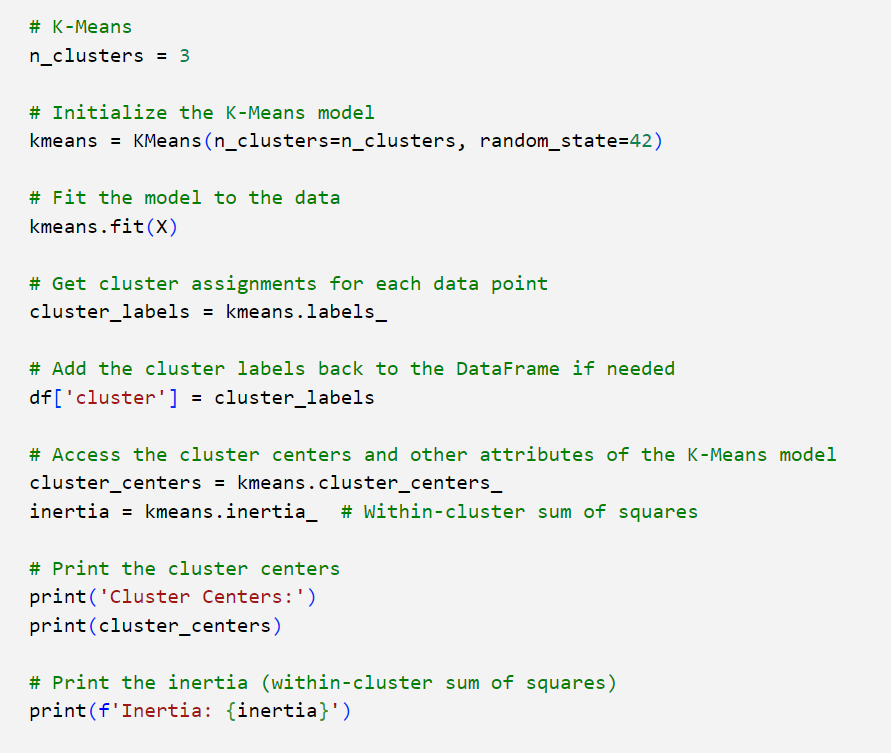 # K-Means
n_clusters = 3
# Initialize the K-Means model
kmeans = KMeans(n_clusters=n_clusters, random_state=42)
# Fit the model to the data
kmeans.fit(X)
# Get cluster assignments for each data point
cluster_labels = kmeans.labels_
# Add the cluster labels back to the DataFrame if needed
df['cluster'] = cluster_labels
# Access the cluster centers and other attributes of the K-Means model
cluster_centers = kmeans.cluster_centers_
inertia = kmeans.inertia_  # Within-cluster sum of squares
# Print the cluster centers
print('Cluster Centers:')
print(cluster_centers)
# Print the inertia (within-cluster sum of squares)
print(f'Inertia: {inertia}')